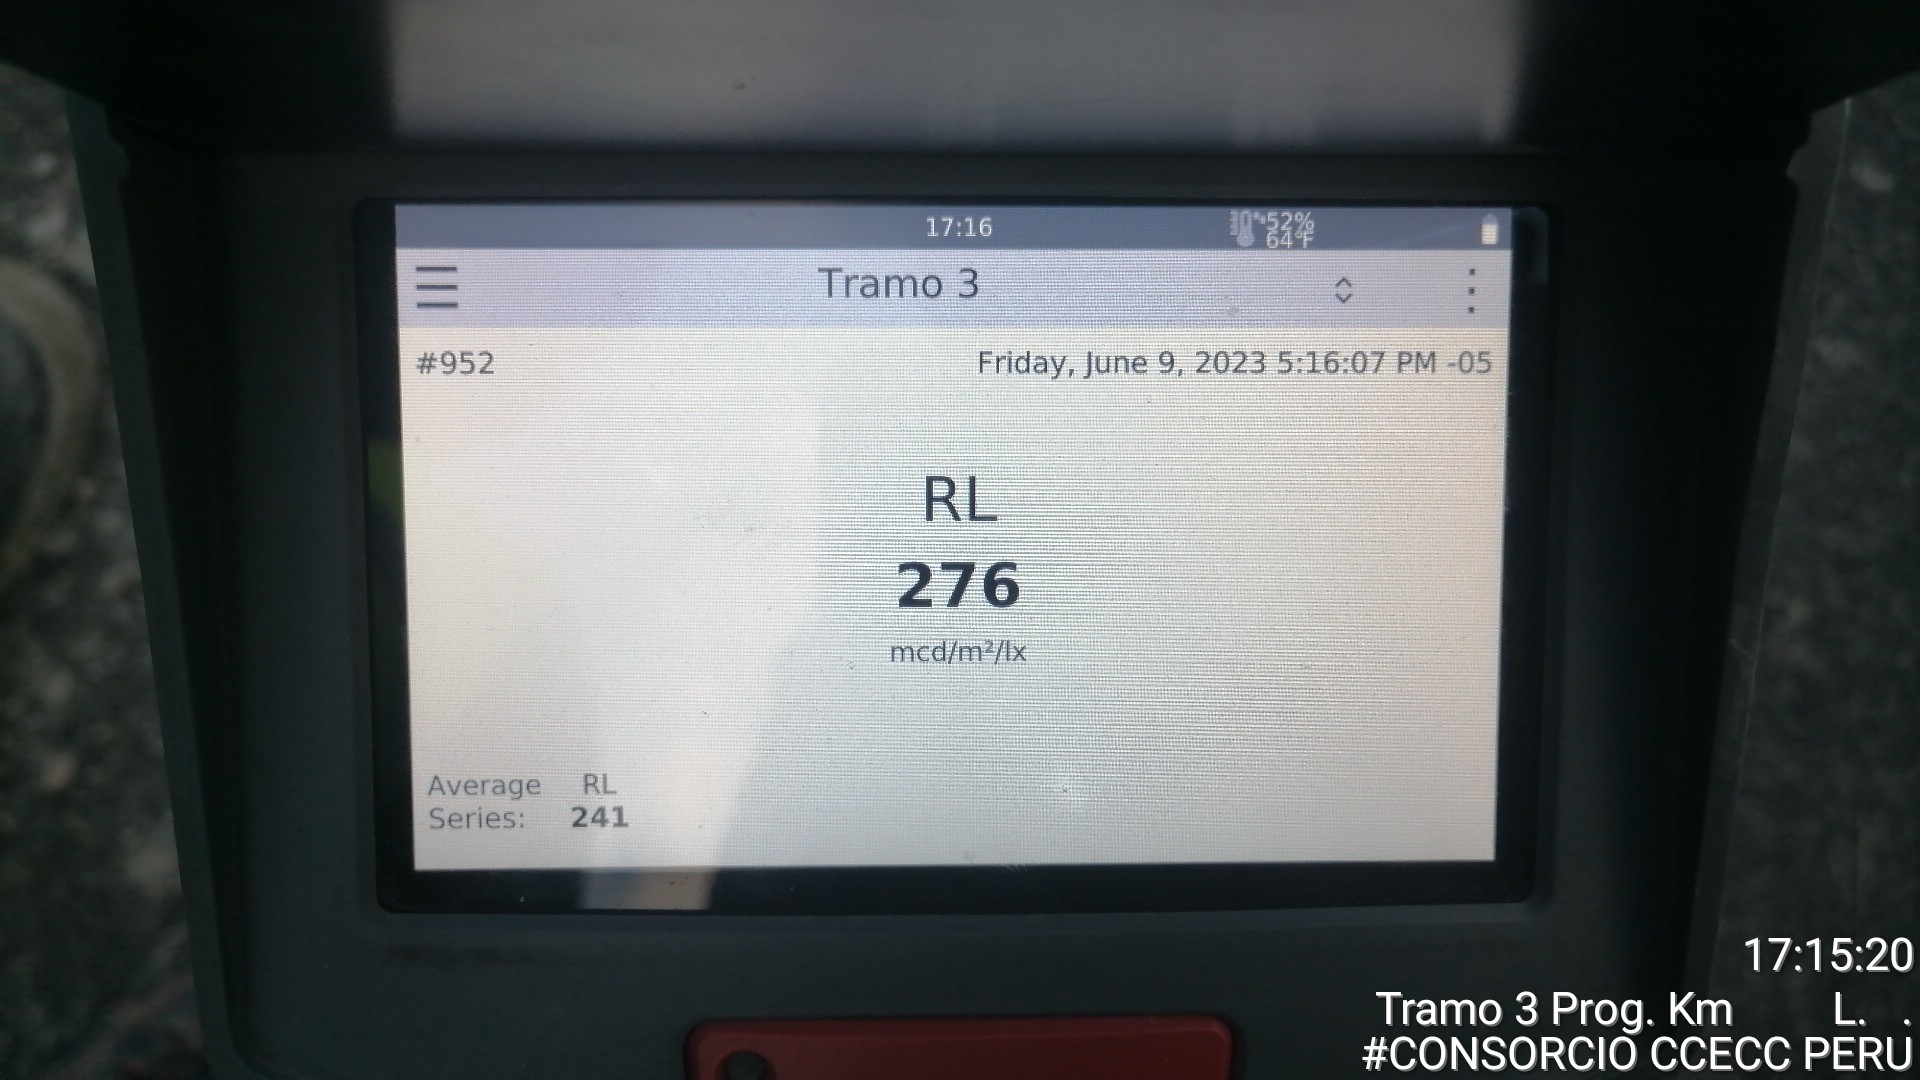 17:16
52%
64°F
Tramo 3
#952
Friday, June 9, 2023 5:16:07 PM -05
RL
276
mcd/m²/lx
Average RL
Series: 241
17:15:20
Tramo 3 Prog. Km L. .
#CONSORCIO CCECC PERU